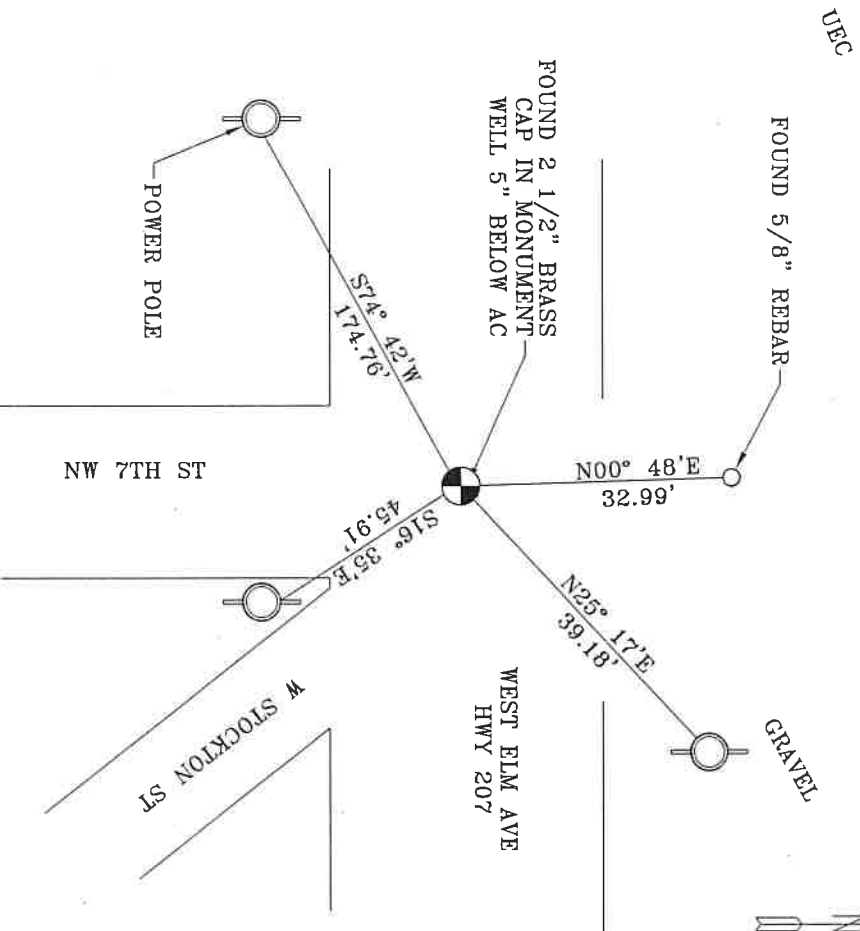 UEC
FOUND 5/8" REBAR
FOUND 2 1/2" BRASS
CAP IN MONUMENT
WELL 5" BELOW AC
POWER POLE
S74° 42'W
174.76'
N00° 48'E
32.99'
NW 7TH ST
S16° 35'E
45.91'
N25° 17'E
39.18'
WEST ELM AVE
HWY 207
GRAVEL
W STOCKTON
ST